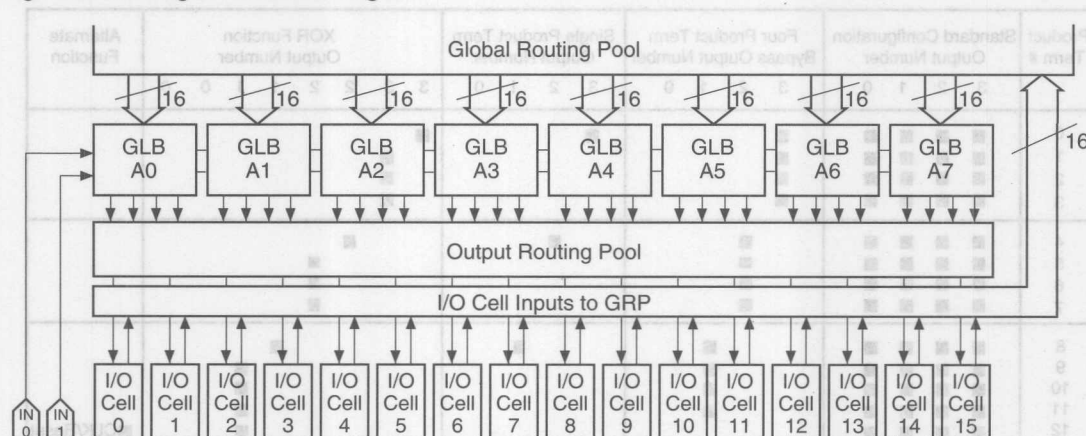 Global Routing Pool
16 16 16 16 16 16 16 16
GLB A0
GLB A1
GLB A2
GLB A3
GLB A4
GLB A5
GLB A6
GLB A7
16
Output Routing Pool
I/O Cell Inputs to GRP
I/O Cell 0
I/O Cell 1
I/O Cell 2
I/O Cell 3
I/O Cell 4
I/O Cell 5
I/O Cell 6
I/O Cell 7
I/O Cell 8
I/O Cell 9
I/O Cell 10
I/O Cell 11
I/O Cell 12
I/O Cell 13
I/O Cell 14
I/O Cell 15
IN 0
IN 1